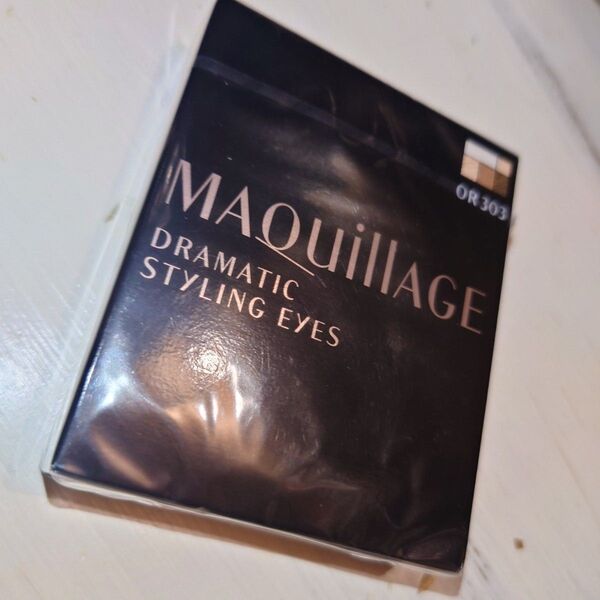 OR303
MAQuillAGE
DRAMATIC
STYLING EYES